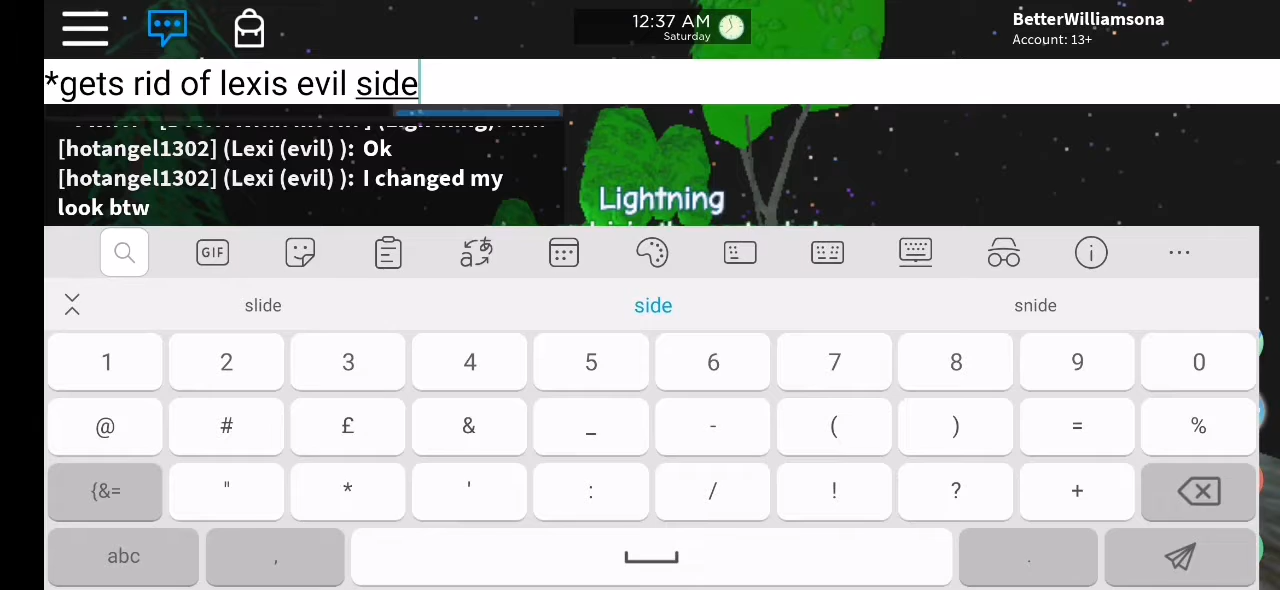 12:37 AM
Saturday
BetterWilliamsona
Account: 13+
*gets rid of lexis evil side
[hotangel1302] (Lexi (evil) ): Ok
[hotangel1302] (Lexi (evil) ): I changed my
look btw
Lightning
GIF
slide side snide
1 2 3 4 5 6 7 8 9 0
@ # £ & _ - ( ) = %
{&= " * ' : / ! ? +
abc , .